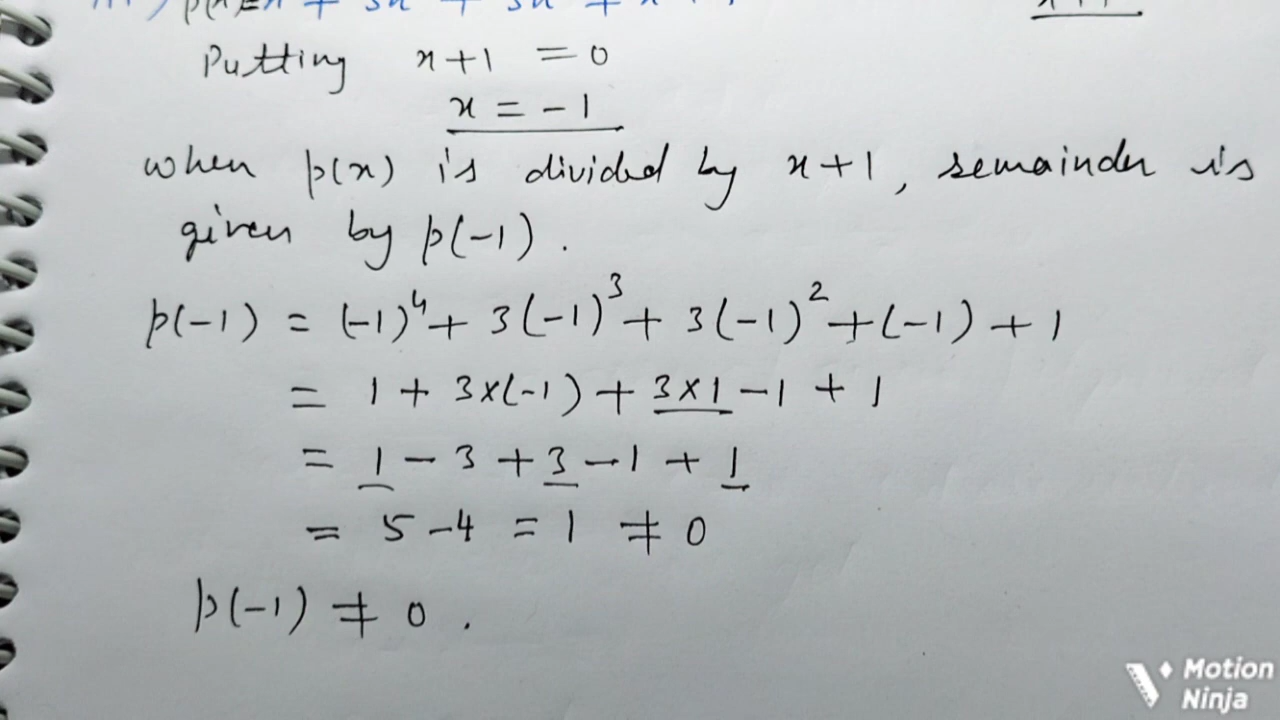 Putting x+1 = 0
x = -1
when p(x) is divided by x+1, remainder is
given by p(-1).
p(-1) = (-1)⁴ + 3(-1)³ + 3(-1)² + (-1) + 1
= 1 + 3×(-1) + 3×1 - 1 + 1
= 1 - 3 + 3 - 1 + 1
= 5 - 4 = 1 ≠ 0
p(-1) ≠ 0.
Motion
Ninja